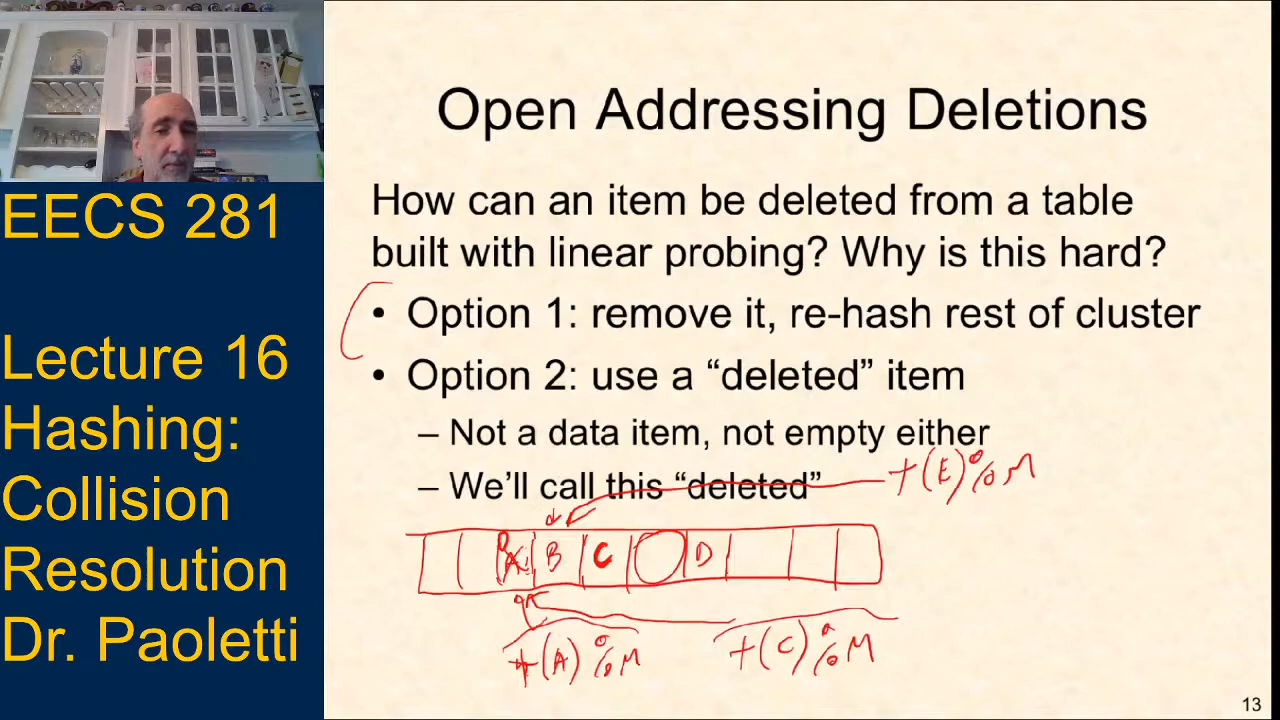 EECS 281
Lecture 16
Hashing:
Collision
Resolution
Dr. Paoletti
Open Addressing Deletions
How can an item be deleted from a table
built with linear probing? Why is this hard?
• Option 1: remove it, re-hash rest of cluster
• Option 2: use a “deleted” item
– Not a data item, not empty either
– We’ll call this “deleted”
t(E)%M
A B C D
t(A)%M t(C)%M
13